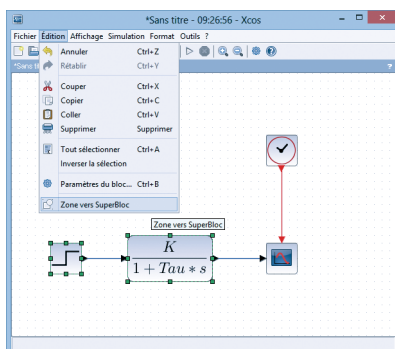 *Sans titre - 09:26:56 - Xcos
Fichier Édition Affichage Simulation Format Outils ?
*Sans ti
?
Annuler Ctrl+Z
Rétablir Ctrl+Y
Couper Ctrl+X
Copier Ctrl+C
Coller Ctrl+V
Supprimer Supprimer
Tout sélectionner Ctrl+A
Inverser la sélection
Paramètres du bloc... Ctrl+B
Zone vers SuperBloc
Zone vers SuperBloc
K
1 + Tau * s